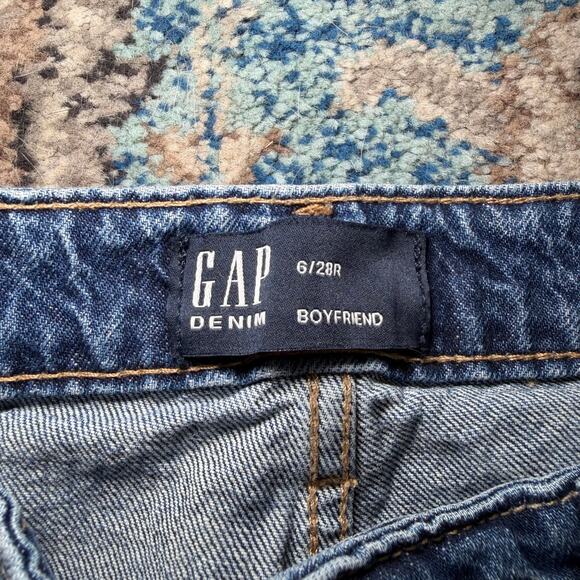 GAP
DENIM
6/28R
BOYFRIEND